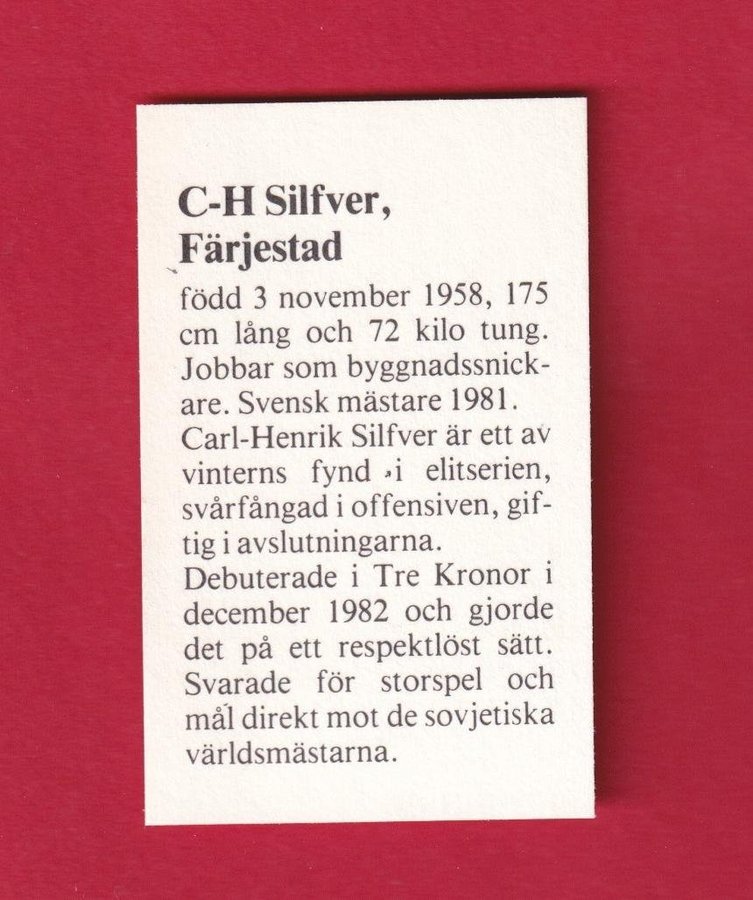 C-H Silfver,
Färjestad
född 3 november 1958, 175
cm lång och 72 kilo tung.
Jobbar som byggnadssnick-
are. Svensk mästare 1981.
Carl-Henrik Silfver är ett av
vinterns fynd i elitserien,
svårfångad i offensiven, gif-
tig i avslutningarna.
Debuterade i Tre Kronor i
december 1982 och gjorde
det på ett respektlöst sätt.
Svarade för storspel och
mål direkt mot de sovjetiska
världsmästarna.